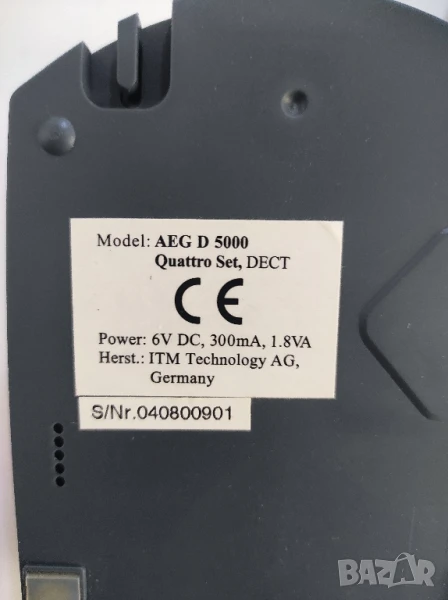 Model: AEG D 5000
Quattro Set, DECT
CE
Power: 6V DC, 300mA, 1.8VA
Herst.: ITM Technology AG,
Germany
S/Nr.040800901
BAZAR